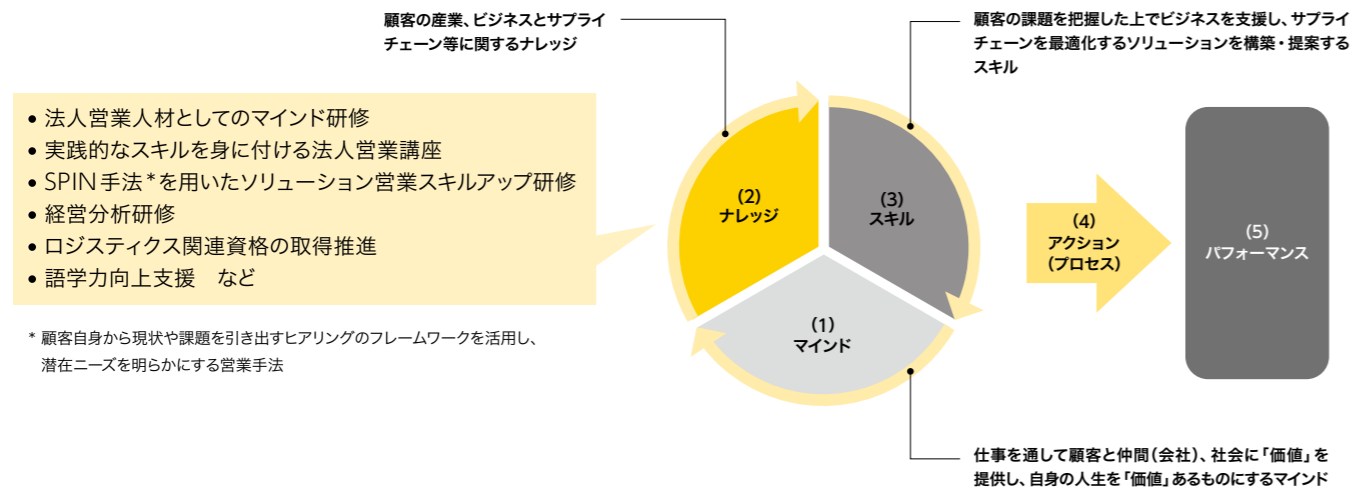 顧客の産業、ビジネスとサプライ
チェーン等に関するナレッジ
顧客の課題を把握した上でビジネスを支援し、サプライ
チェーンを最適化するソリューションを構築・提案する
スキル
• 法人営業人材としてのマインド研修
• 実践的なスキルを身に付ける法人営業講座
• SPIN手法*を用いたソリューション営業スキルアップ研修
• 経営分析研修
• ロジスティクス関連資格の取得推進
• 語学力向上支援　など
* 顧客自身から現状や課題を引き出すヒアリングのフレームワークを活用し、
潜在ニーズを明らかにする営業手法
(2)
ナレッジ
(3)
スキル
(1)
マインド
(4)
アクション
(プロセス)
(5)
パフォーマンス
仕事を通して顧客と仲間(会社)、社会に「価値」を
提供し、自身の人生を「価値」あるものにするマインド